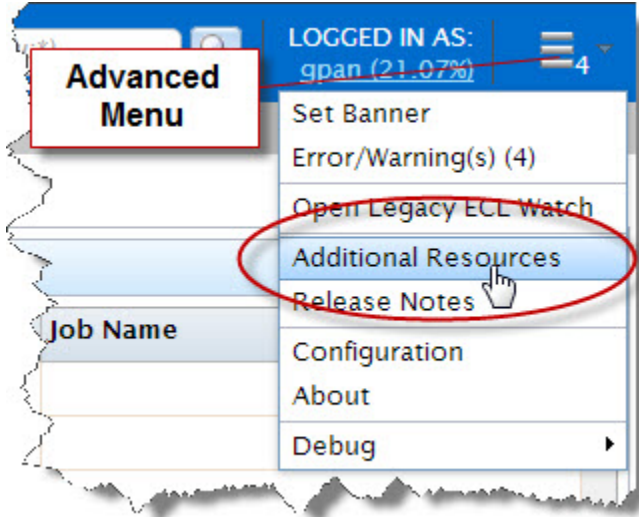 LOGGED IN AS:
gpan (21.07%)
4
Advanced
Menu
Set Banner
Error/Warning(s) (4)
Open Legacy ECL Watch
Additional Resources
Release Notes
Job Name
Configuration
About
Debug